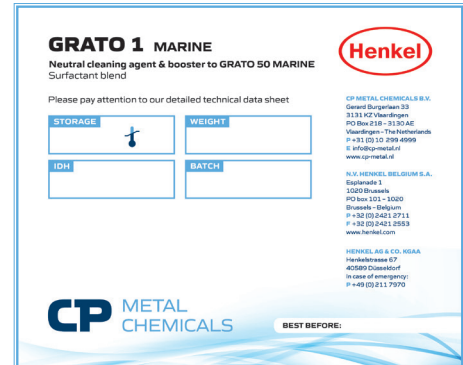 GRATO 1 MARINE
Neutral cleaning agent & booster to GRATO 50 MARINE
Surfactant blend
Please pay attention to our detailed technical data sheet
STORAGE
WEIGHT
IDH
BATCH
Henkel
CP METAL CHEMICALS B.V.
Gerard Burgerlaan 33
3131 KZ Vlaardingen
PO Box 218 – 3130 AE
Vlaardingen – The Netherlands
P +31 (0) 10 299 4999
E info@cp-metal.nl
www.cp-metal.nl
N.V. HENKEL BELGIUM S.A.
Esplanade 1
1020 Brussels
PO box 101 – 1020
Brussels – Belgium
P +32 (0) 2421 2711
F +32 (0) 2421 2553
www.henkel.com
HENKEL AG & CO. KGAA
Henkelstrasse 67
40589 Düsseldorf
In case of emergency:
P +49 (0) 211 7970
CP METAL
CHEMICALS
BEST BEFORE: